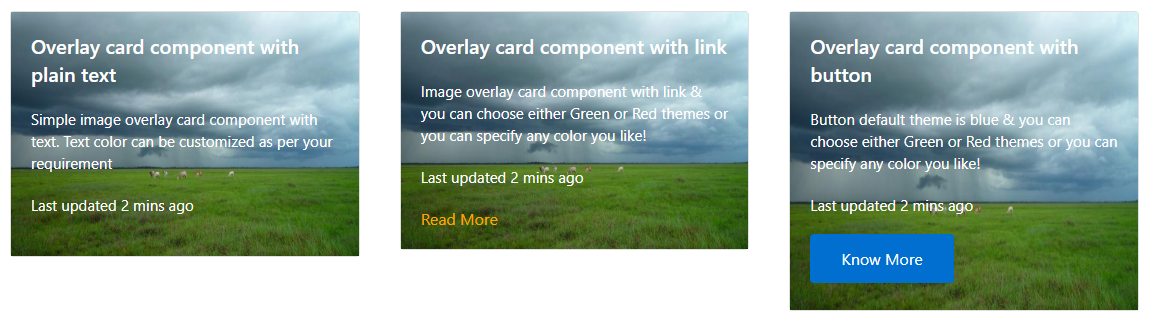 Overlay card component with
plain text
Simple image overlay card component with
text. Text color can be customized as per your
requirement
Last updated 2 mins ago
Overlay card component with link
Image overlay card component with link &
you can choose either Green or Red themes or
you can specify any color you like!
Last updated 2 mins ago
Read More
Overlay card component with
button
Button default theme is blue & you can
choose either Green or Red themes or you can
specify any color you like!
Last updated 2 mins ago
Know More